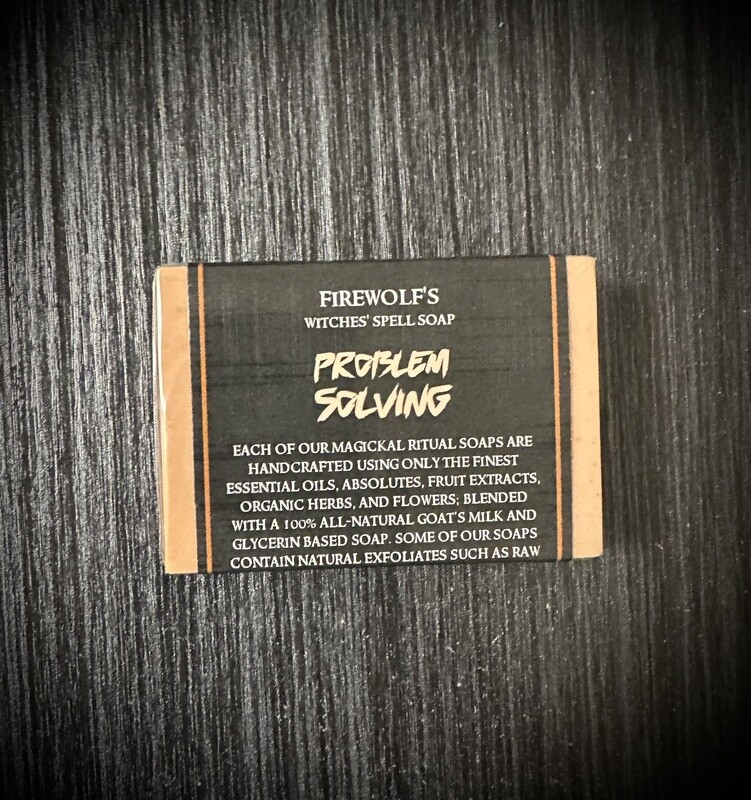 FIREWOLF'S
WITCHES' SPELL SOAP
PROBLEM
SOLVING
EACH OF OUR MAGICKAL RITUAL SOAPS ARE
HANDCRAFTED USING ONLY THE FINEST
ESSENTIAL OILS, ABSOLUTES, FRUIT EXTRACTS,
ORGANIC HERBS, AND FLOWERS; BLENDED
WITH A 100% ALL-NATURAL GOAT'S MILK AND
GLYCERIN BASED SOAP. SOME OF OUR SOAPS
CONTAIN NATURAL EXFOLIATES SUCH AS RAW